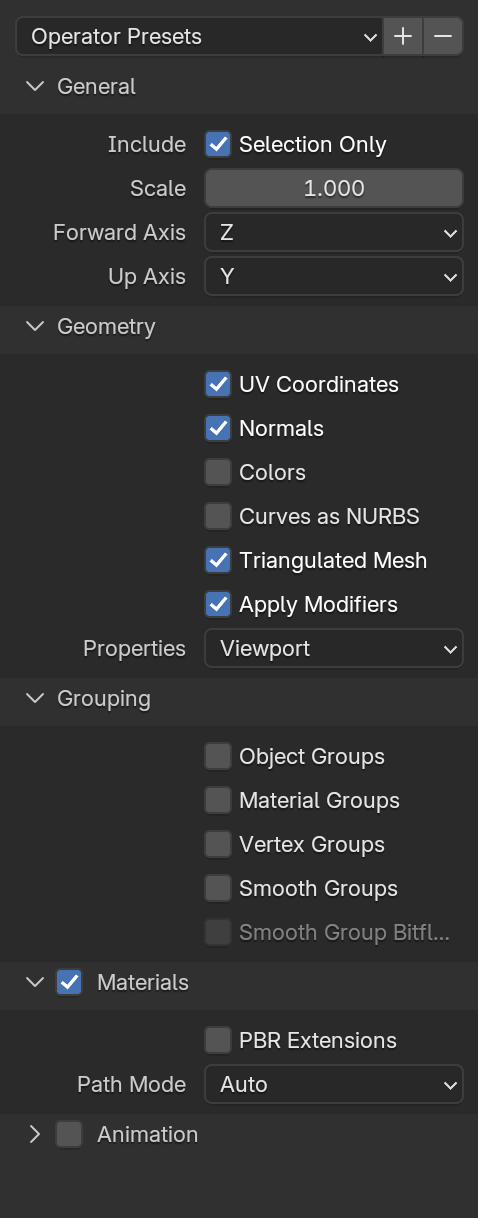 Operator Presets
General
Include Selection Only
Scale 1.000
Forward Axis Z
Up Axis Y
Geometry
UV Coordinates
Normals
Colors
Curves as NURBS
Triangulated Mesh
Apply Modifiers
Properties Viewport
Grouping
Object Groups
Material Groups
Vertex Groups
Smooth Groups
Smooth Group Bitfl...
Materials
PBR Extensions
Path Mode Auto
Animation